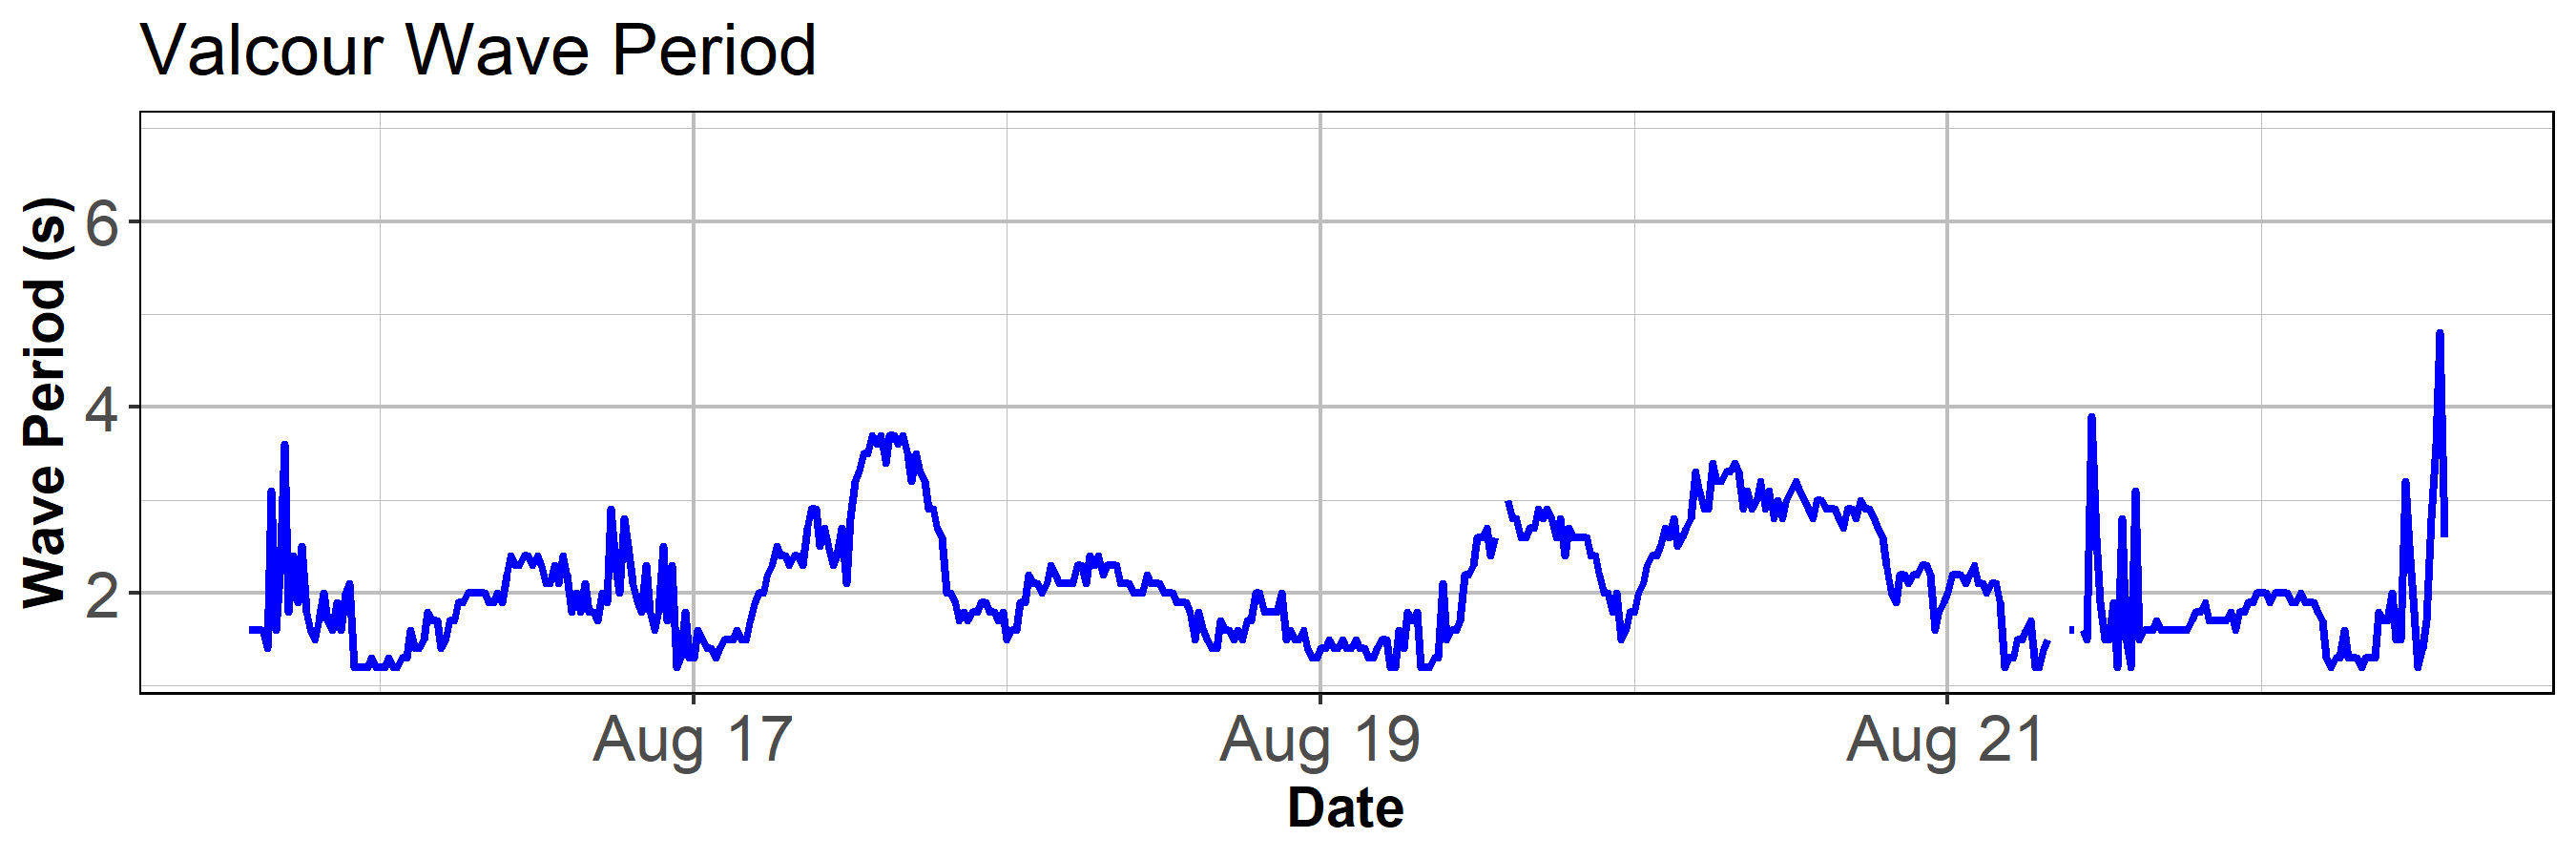 Valcour Wave Period
Wave Period (s)
6
4
2
Aug 17
Aug 19
Aug 21
Date